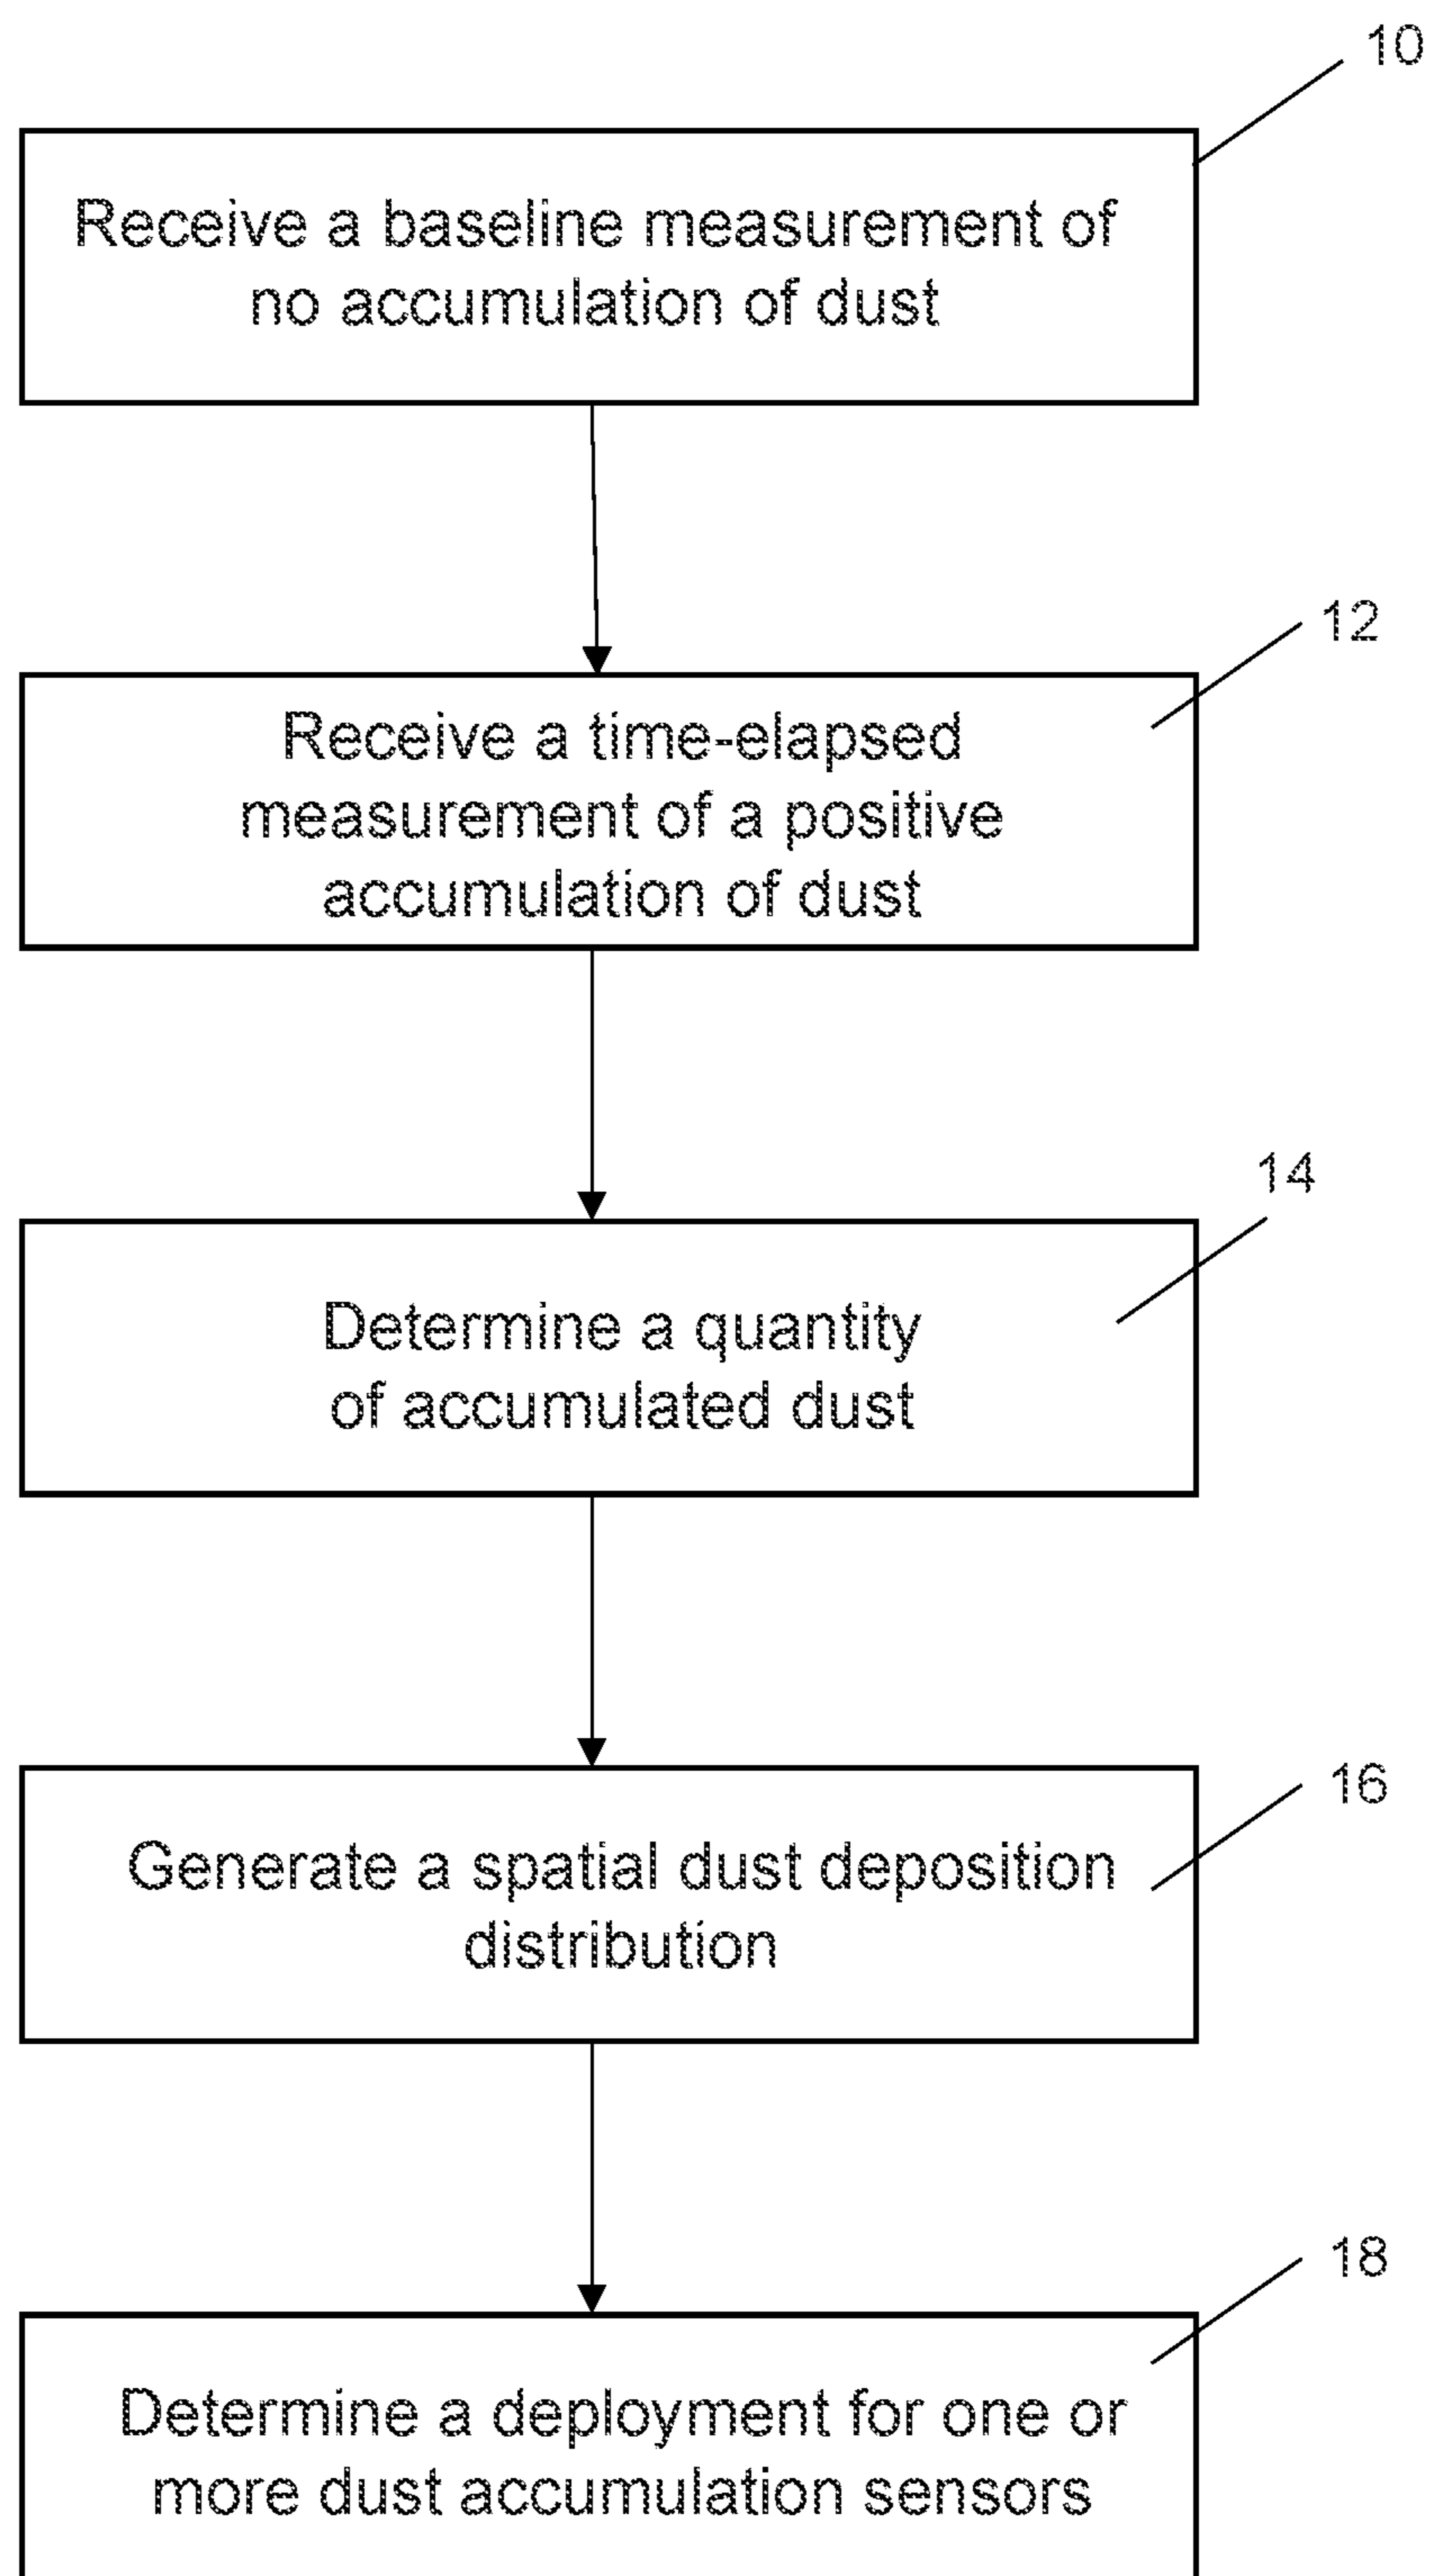 10
Receive a baseline measurement of
no accumulation of dust
12
Receive a time-elapsed
measurement of a positive
accumulation of dust
14
Determine a quantity
of accumulated dust
16
Generate a spatial dust deposition
distribution
18
Determine a deployment for one or
more dust accumulation sensors